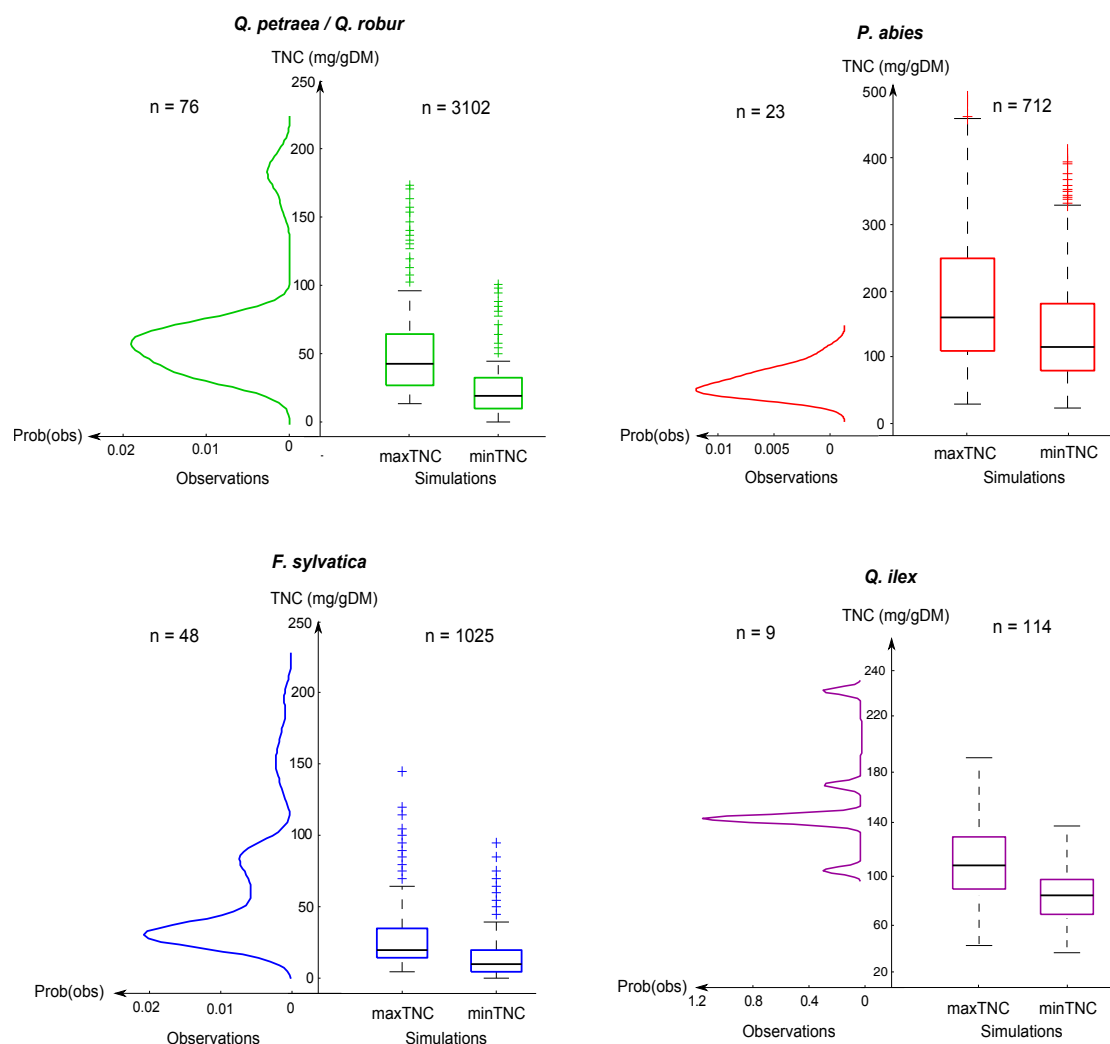 Q. petraea / Q. robur
TNC (mg/gDM)
250
n = 76
n = 3102
200
150
100
50
0
Prob(obs)
0.02
0.01
0
maxTNC
minTNC
Observations
Simulations
P. abies
TNC (mg/gDM)
500
n = 23
n = 712
400
300
200
100
0
Prob(obs)
0.01
0.005
0
maxTNC
minTNC
Observations
Simulations
F. sylvatica
TNC (mg/gDM)
250
n = 48
n = 1025
200
150
100
50
0
Prob(obs)
0.02
0.01
0
maxTNC
minTNC
Observations
Simulations
Q. ilex
TNC (mg/gDM)
n = 9
n = 114
240
220
180
140
100
60
20
Prob(obs)
1.2
0.8
0.4
0
maxTNC
minTNC
Observations
Simulations